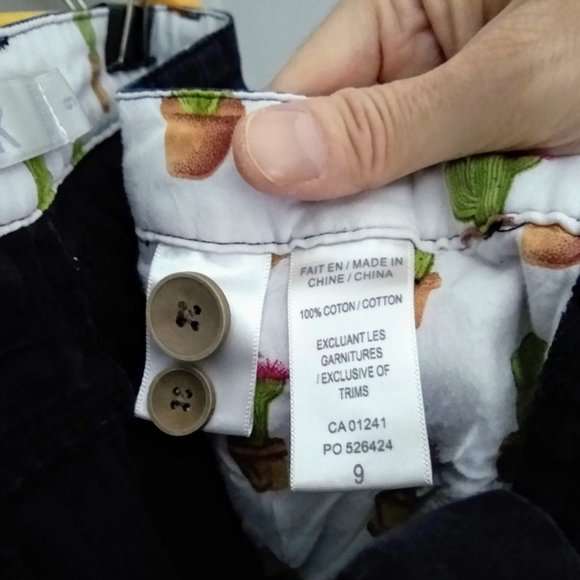 K
9
FAIT EN / MADE IN
CHINE / CHINA
100% COTON / COTTON
EXCLUANT LES
GARNITURES
/ EXCLUSIVE OF
TRIMS
CA 01241
PO 526424
9